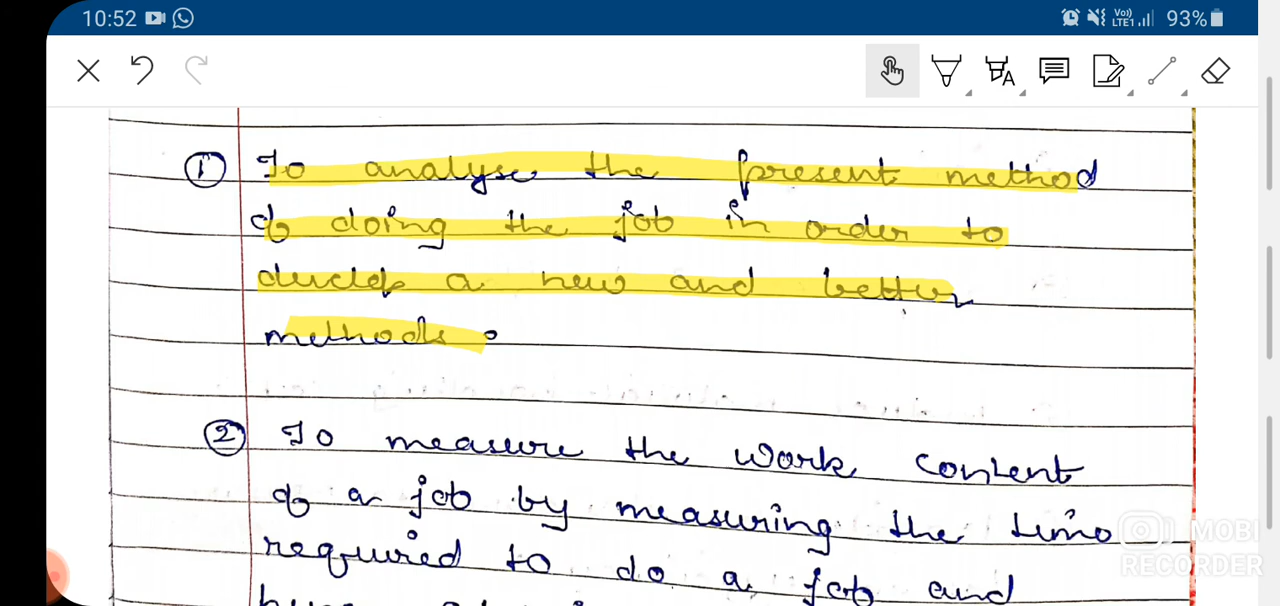 10:52 Vo) LTE1 93%
① To analyse the present method
of doing the job in order to
develop a new and better
methods.
② To measure the work content
of a job by measuring the time
required to do a job and
MOBI
RECORDER